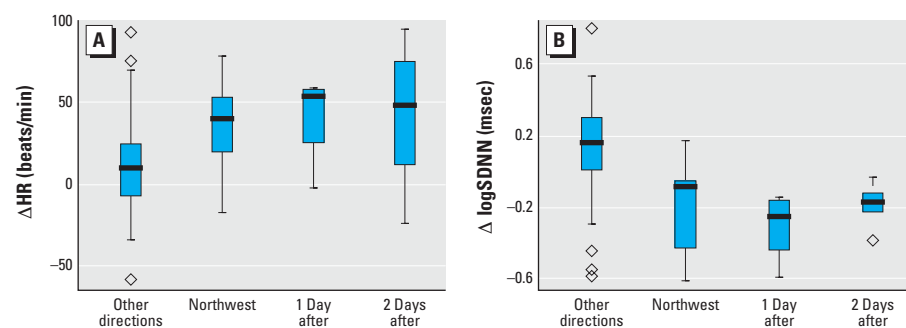 A
ΔHR (beats/min)
100
50
0
–50
Other
directions
Northwest
1 Day
after
2 Days
after
B
Δ logSDNN (msec)
0.6
0.2
–0.2
–0.6
Other
directions
Northwest
1 Day
after
2 Days
after